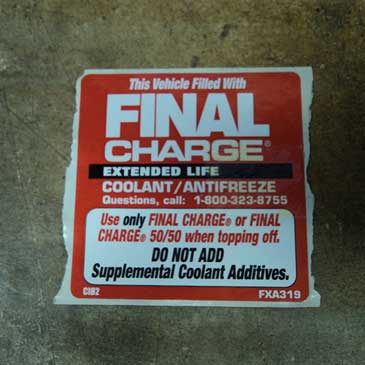 This Vehicle Filled With
FINAL
CHARGE®
EXTENDED LIFE
COOLANT/ANTIFREEZE
Questions, call: 1-800-323-8755
Use only FINAL CHARGE® or FINAL
CHARGE® 50/50 when topping off.
DO NOT ADD
Supplemental Coolant Additives.
CIH2 FXA319